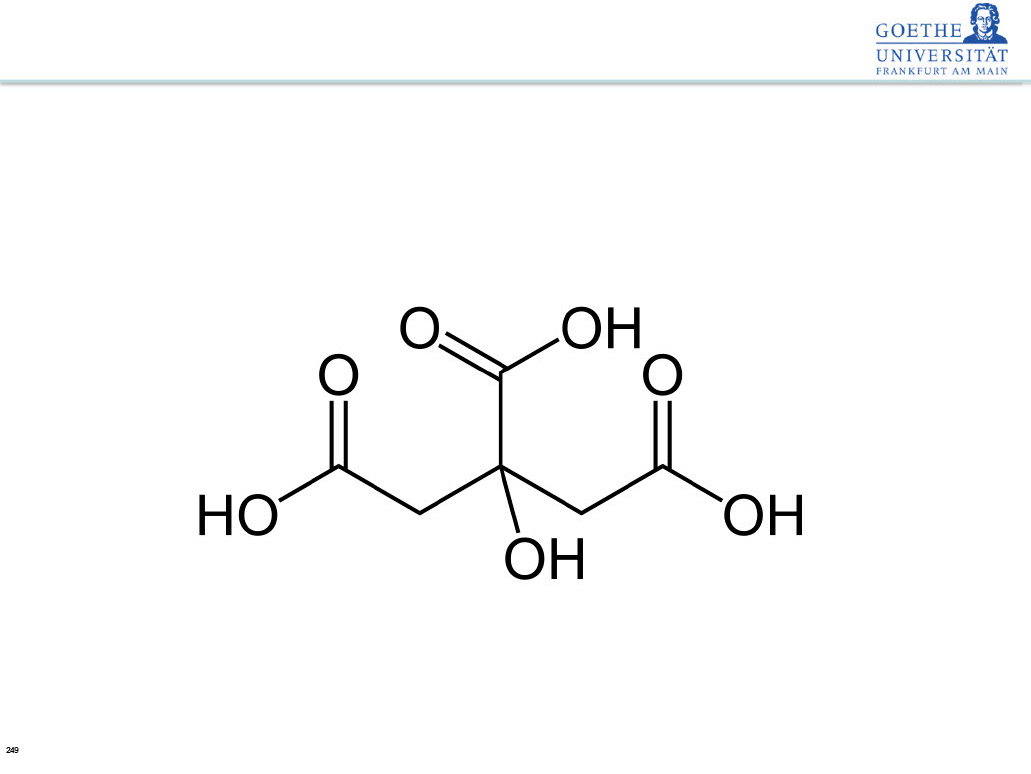 GOETHE
UNIVERSITÄT
FRANKFURT AM MAIN
O OH
O O
HO OH
OH
249